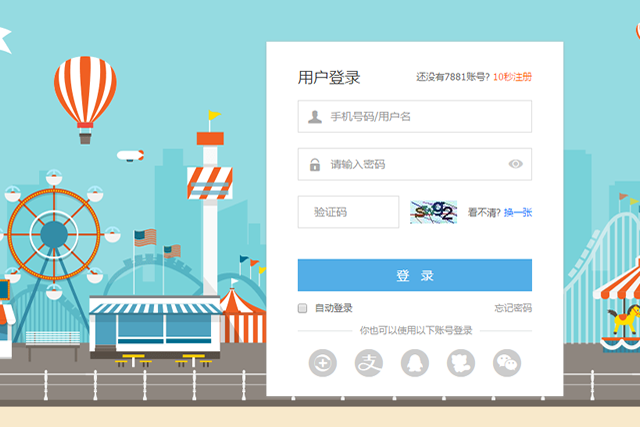 用户登录
还没有7881账号? 10秒注册
手机号码/用户名
请输入密码
验证码
看不清? 换一张
登 录
自动登录
忘记密码
你也可以使用以下账号登录